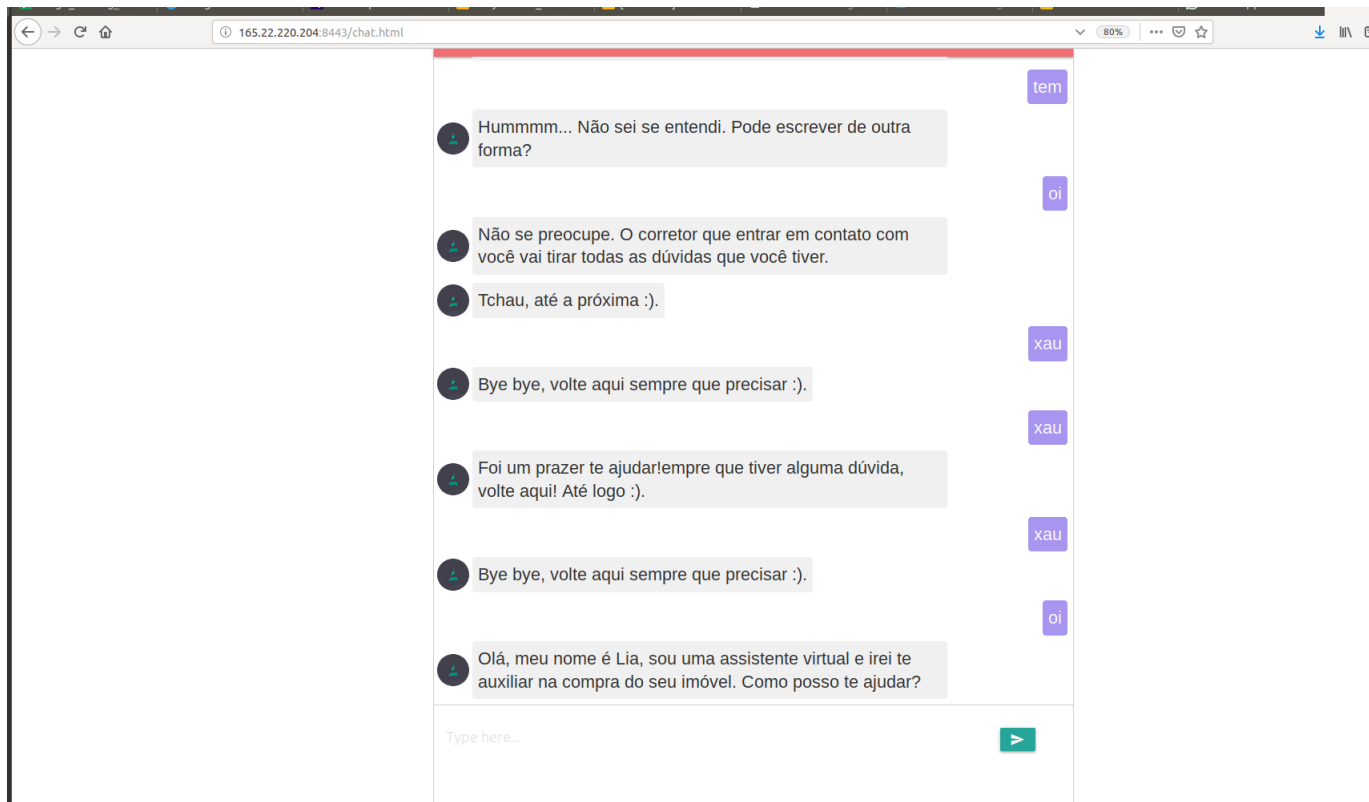 165.22.220.204:8443/chat.html
80%
tem
Hummmm... Não sei se entendi. Pode escrever de outra
forma?
oi
Não se preocupe. O corretor que entrar em contato com
você vai tirar todas as dúvidas que você tiver.
Tchau, até a próxima :).
xau
Bye bye, volte aqui sempre que precisar :).
xau
Foi um prazer te ajudar!empre que tiver alguma dúvida,
volte aqui! Até logo :).
xau
Bye bye, volte aqui sempre que precisar :).
oi
Olá, meu nome é Lia, sou uma assistente virtual e irei te
auxiliar na compra do seu imóvel. Como posso te ajudar?
Type here...